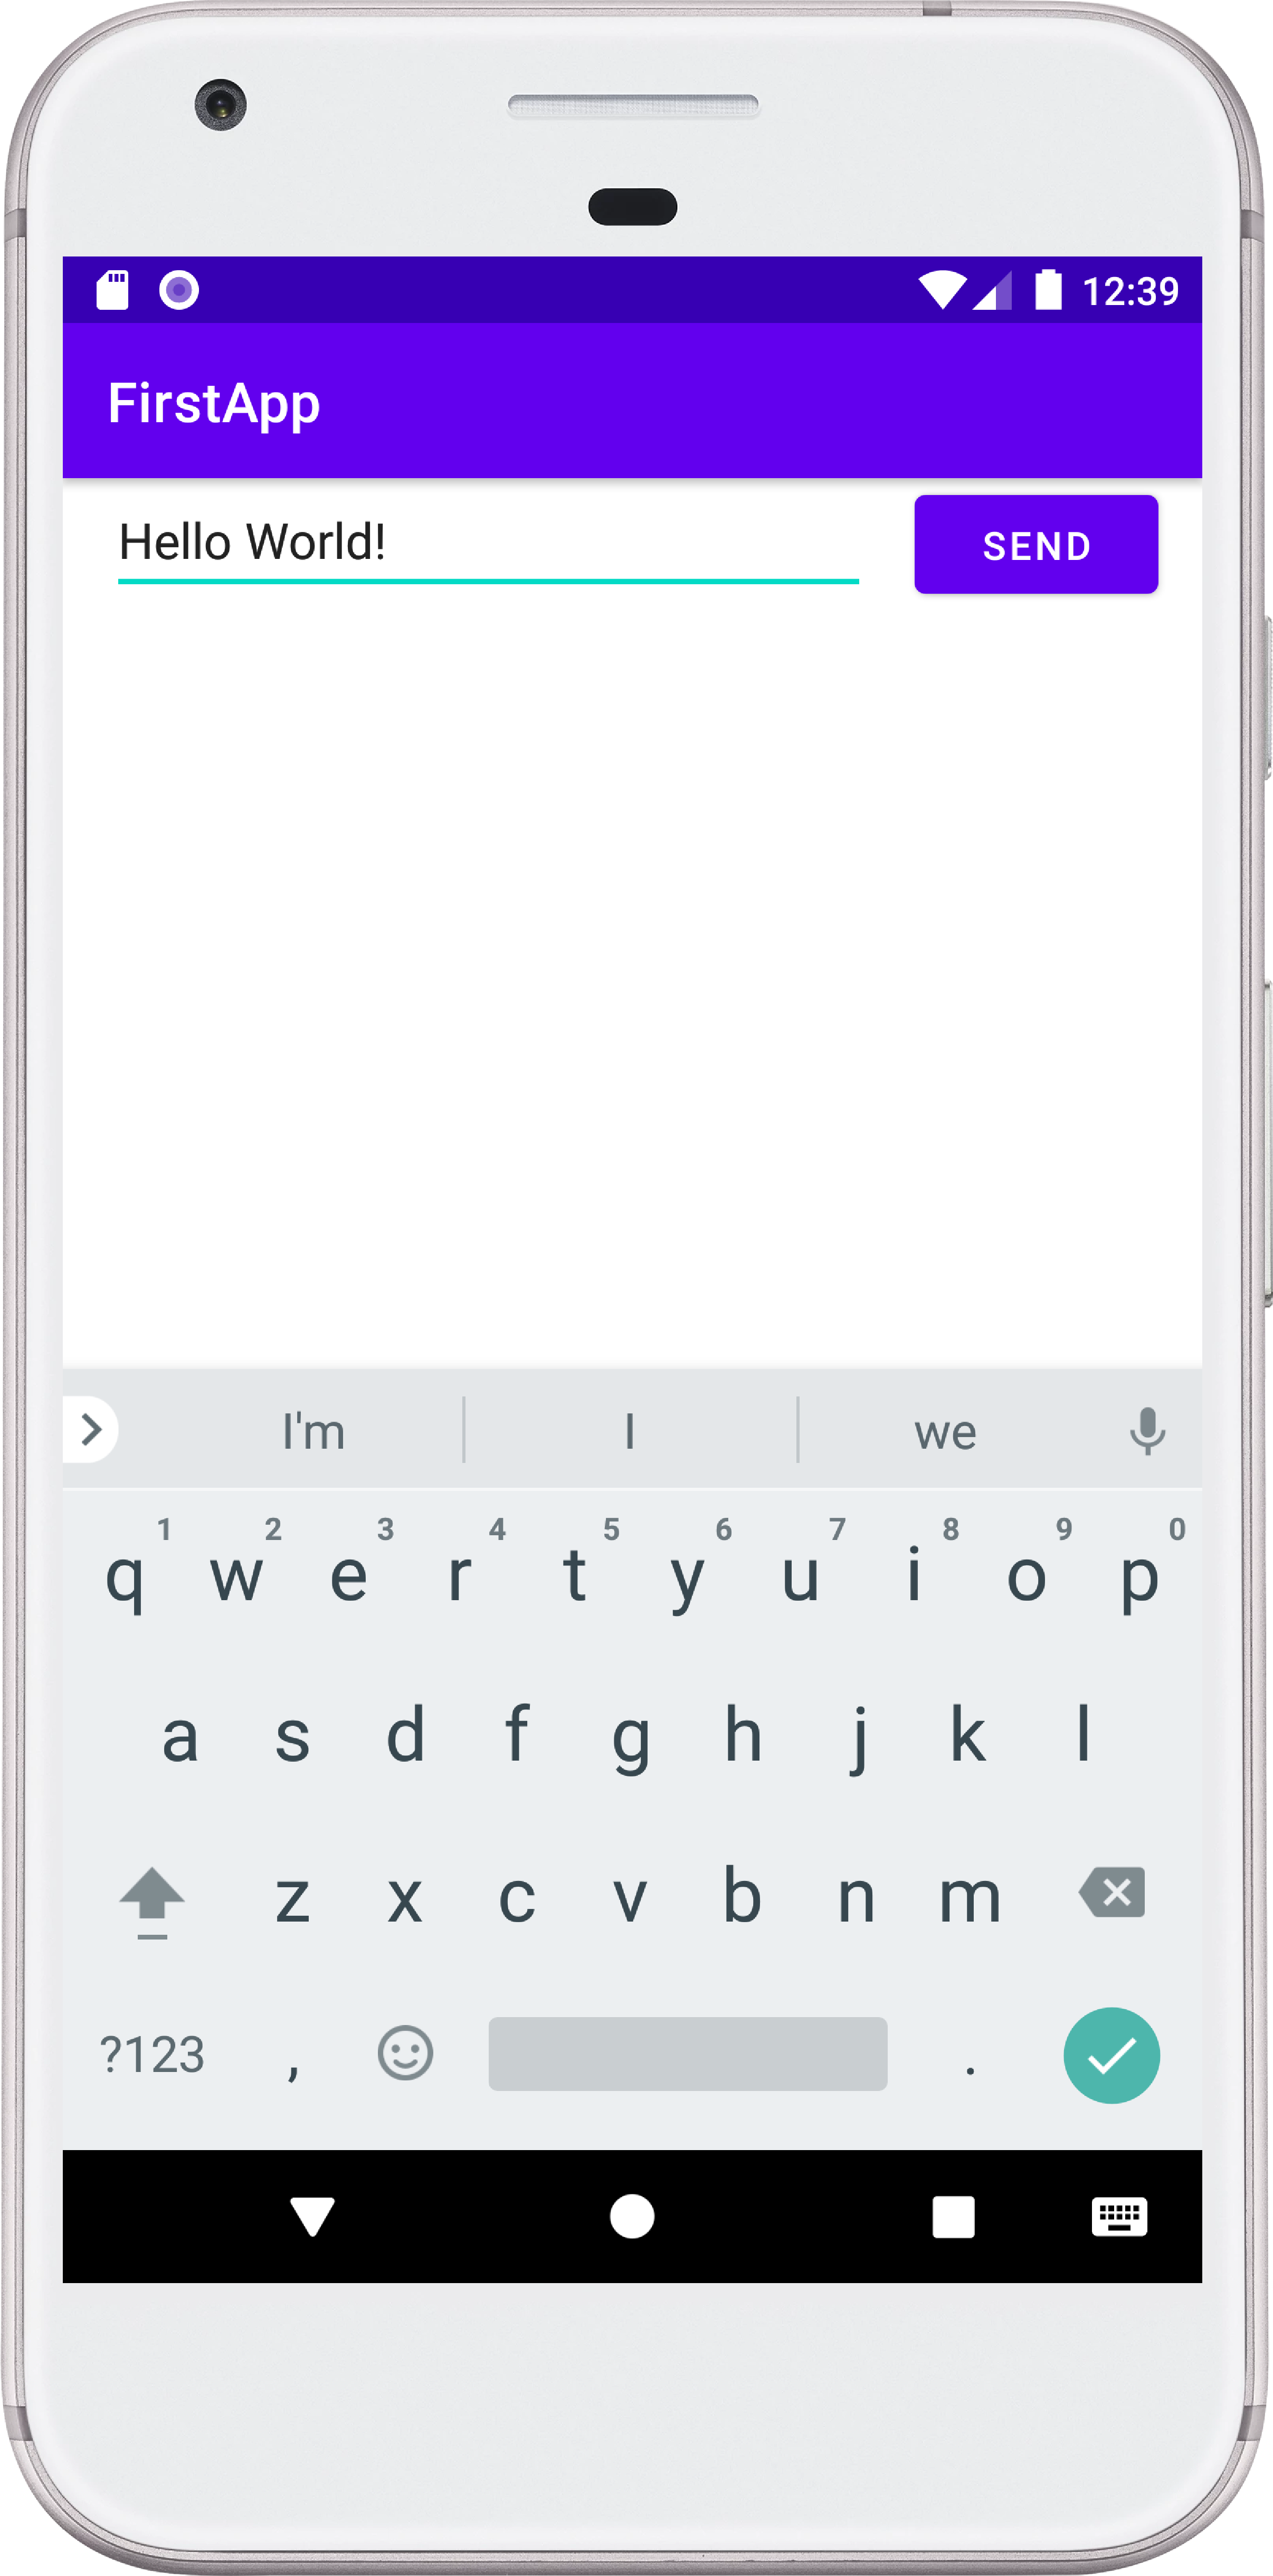 12:39
FirstApp
Hello World! SEND
I'm I we
1 2 3 4 5 6 7 8 9 0
q w e r t y u i o p
a s d f g h j k l
z x c v b n m
?123 , .